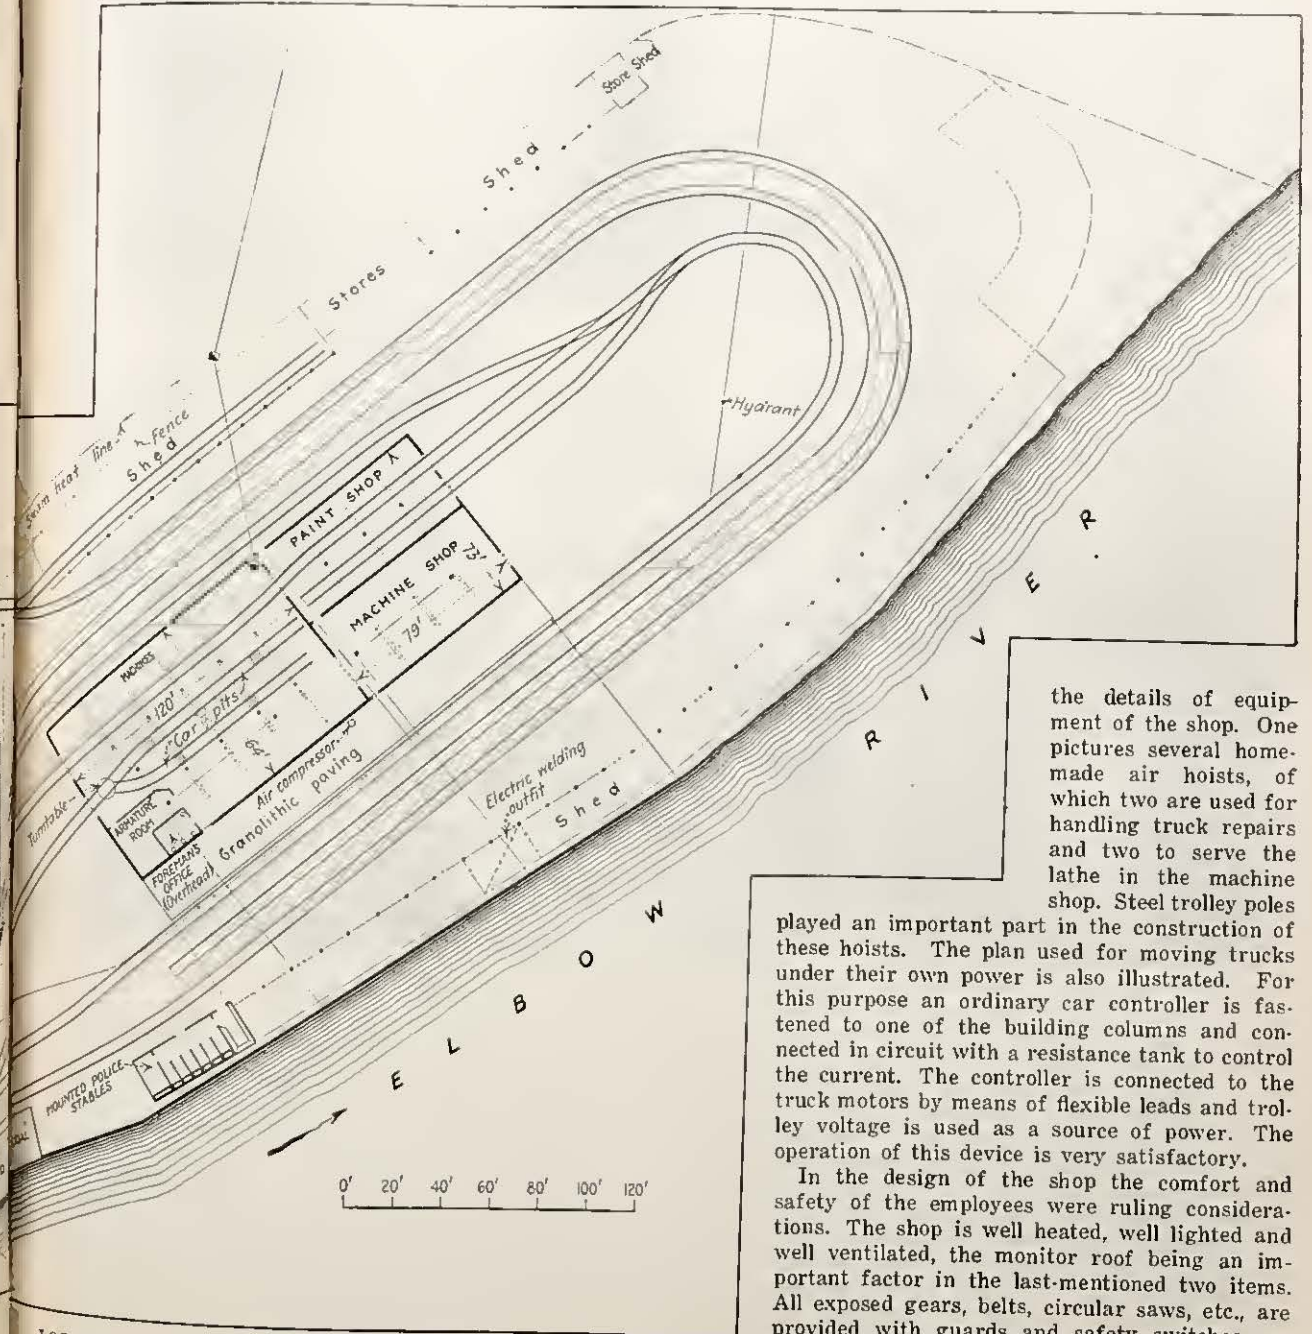 Store Shed
Shed
Stores
Steam heat line
Fence
Shed
Hydrant
PAINT SHOP
MACHINE SHOP
73'
79'
120'
Car pits
64'
Turntable
ARMATURE
ROOM
FOREMAN'S
OFFICE
(Overhead)
Air compressor
Granolithic paving
Electric welding
outfit
Shed
MOUNTED POLICE
STABLES
ELBOW RIVER.
0' 20' 40' 60' 80' 100' 120'
the details of equip-
ment of the shop. One
pictures several home-
made air hoists, of
which two are used for
handling truck repairs
and two to serve the
lathe in the machine
shop. Steel trolley poles
played an important part in the construction of
these hoists. The plan used for moving trucks
under their own power is also illustrated. For
this purpose an ordinary car controller is fas-
tened to one of the building columns and con-
nected in circuit with a resistance tank to control
the current. The controller is connected to the
truck motors by means of flexible leads and trol-
ley voltage is used as a source of power. The
operation of this device is very satisfactory.
In the design of the shop the comfort and
safety of the employees were ruling considera-
tions. The shop is well heated, well lighted and
well ventilated, the monitor roof being an im-
portant factor in the last-mentioned two items.
All exposed gears, belts, circular saws, etc., are
provided with guards and safety switches